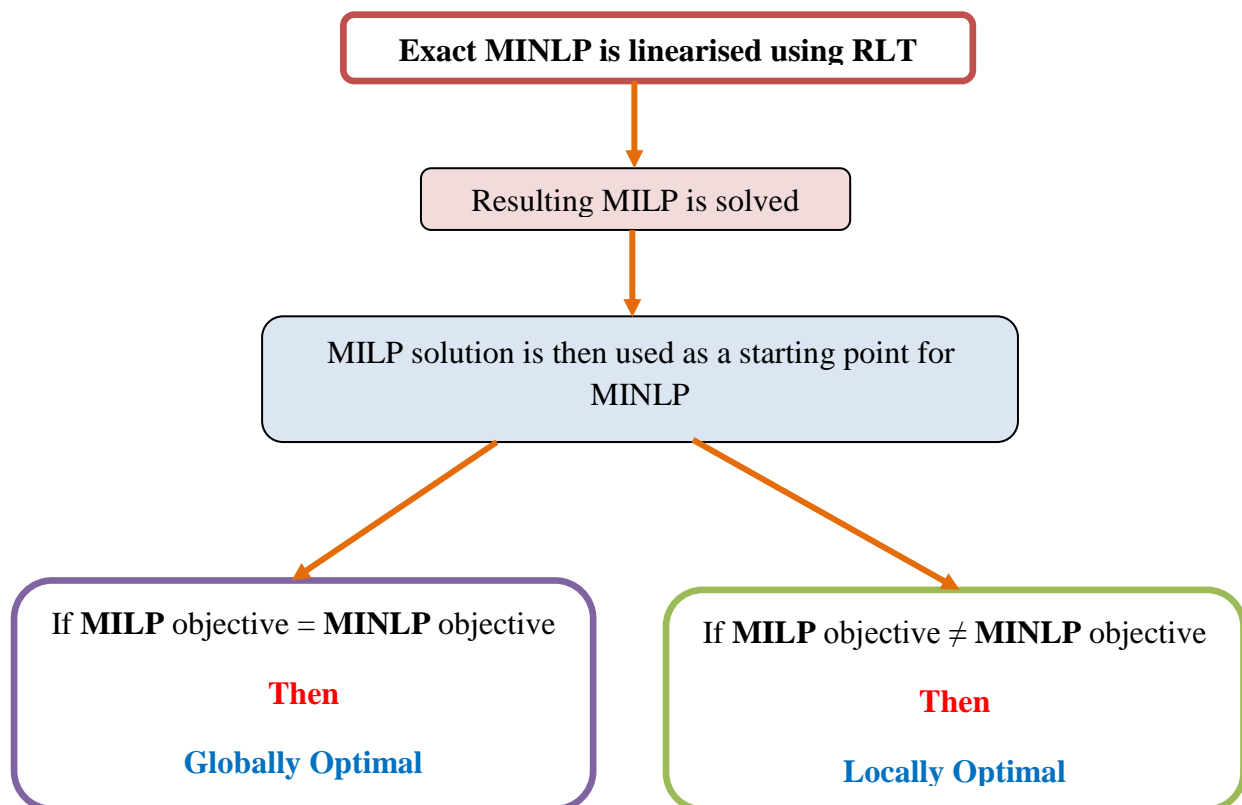 Exact MINLP is linearised using RLT
Resulting MILP is solved
MILP solution is then used as a starting point for
MINLP
If MILP objective = MINLP objective
Then
Globally Optimal
If MILP objective ≠ MINLP objective
Then
Locally Optimal